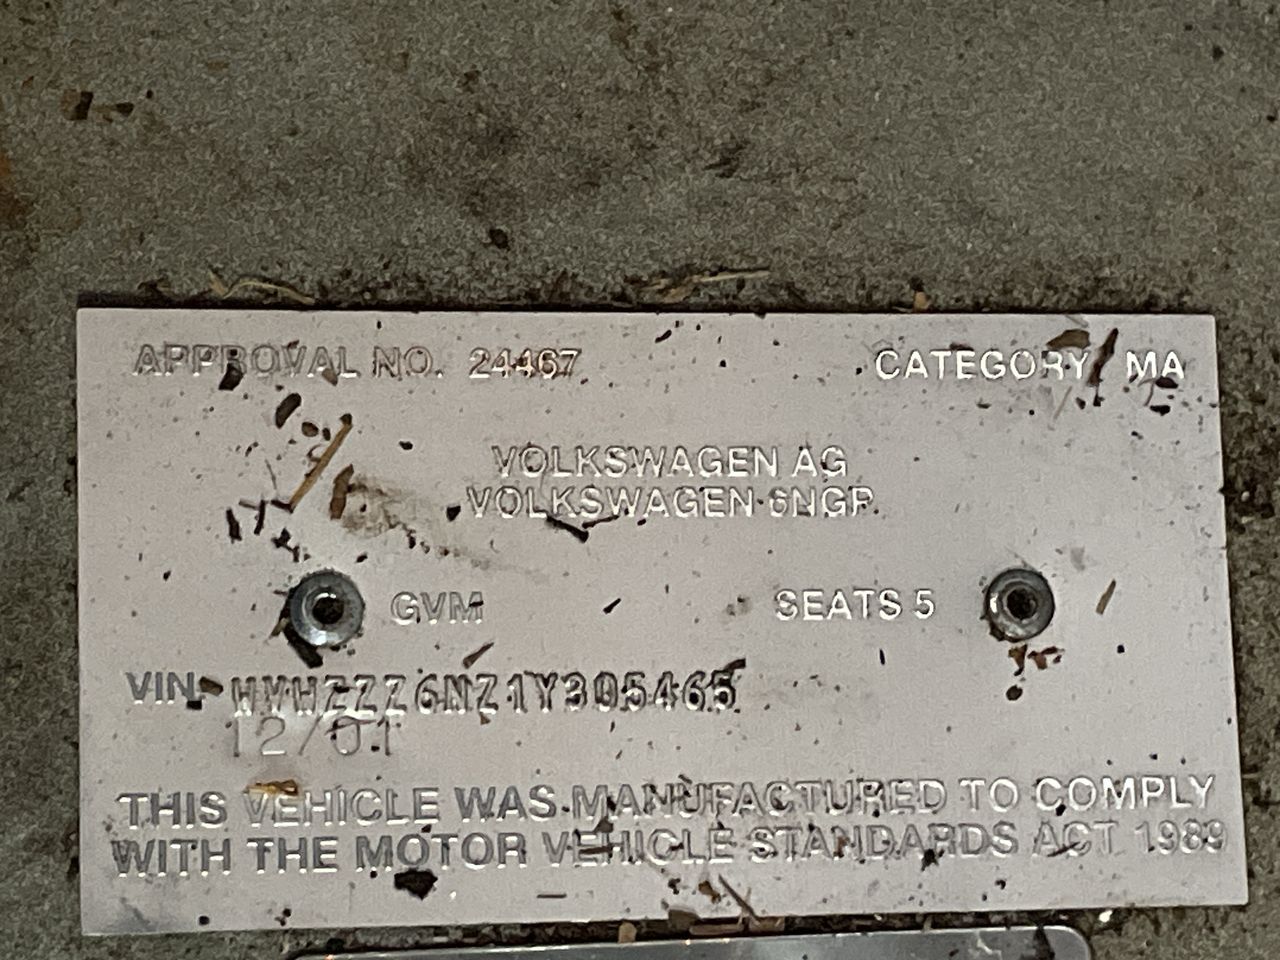 APPROVAL NO. 24467 CATEGORY MA
VOLKSWAGEN AG
VOLKSWAGEN 6NGP.
GVM SEATS 5
VIN. WVWZZZ6NZ1Y305465
12/01
THIS VEHICLE WAS MANUFACTURED TO COMPLY
WITH THE MOTOR VEHICLE STANDARDS ACT 1989